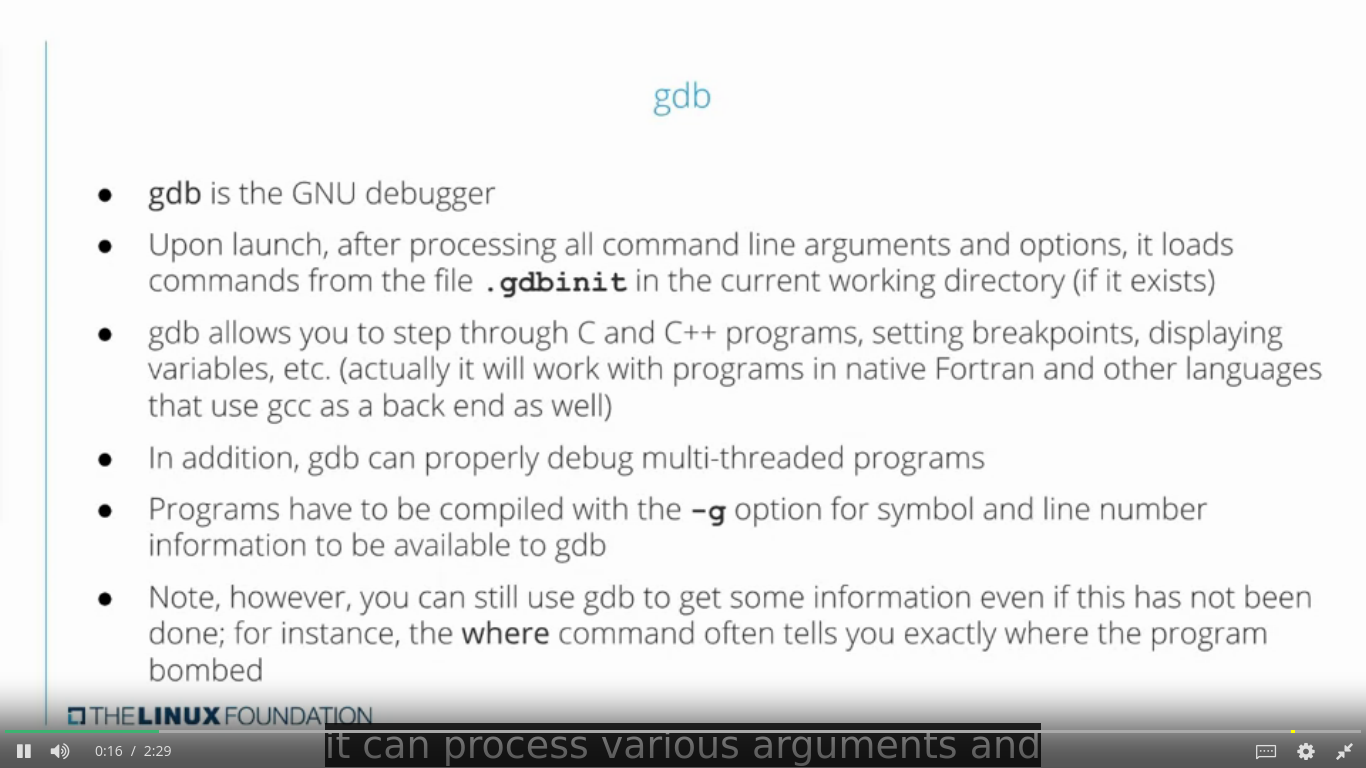 gdb
● gdb is the GNU debugger
● Upon launch, after processing all command line arguments and options, it loads
commands from the file .gdbinit in the current working directory (if it exists)
● gdb allows you to step through C and C++ programs, setting breakpoints, displaying
variables, etc. (actually it will work with programs in native Fortran and other languages
that use gcc as a back end as well)
● In addition, gdb can properly debug multi-threaded programs
● Programs have to be compiled with the -g option for symbol and line number
information to be available to gdb
● Note, however, you can still use gdb to get some information even if this has not been
done; for instance, the where command often tells you exactly where the program
bombed
THE LINUX FOUNDATION
it can process various arguments and
0:16 / 2:29